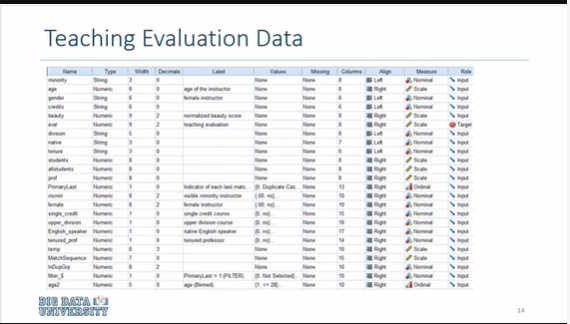 Teaching Evaluation Data
Name Type Width Decimals Label Values Missing Columns Align Measure Role
minority String 3 0 None None 8 Left Nominal Input
age Numeric 8 0 age of the instructor None None 8 Right Scale Input
gender String 6 0 female instructor None None 6 Left Nominal Input
credits String 6 0 None None 6 Left Nominal Input
beauty Numeric 9 2 normalized beauty score None None 8 Right Scale Input
eval Numeric 9 2 teaching evaluation None None 8 Right Scale Target
division String 5 0 None None 8 Left Nominal Input
native String 3 0 None None 7 Left Nominal Input
tenure String 3 0 None None 6 Left Nominal Input
students Numeric 8 0 None None 8 Right Scale Input
allstudents Numeric 8 0 None None 8 Right Scale Input
prof Numeric 8 0 None None 8 Right Scale Input
PrimaryLast Numeric 1 0 Indicator of each last matc... {0, Duplicate Cas... None 13 Right Ordinal Input
Numeric 8 2 visible minority instructor {.00, no}... None 10 Right Nominal Input
female Numeric 8 2 female instructor {.00, no}... None 10 Right Nominal Input
single_credit Numeric 1 0 single credit course {0, no}... None 15 Right Nominal Input
upper_division Numeric 1 0 upper division course {0, no}... None 16 Right Nominal Input
English_speaker Numeric 1 0 native English speaker {0, no}... None 17 Right Nominal Input
tenured_prof Numeric 1 0 tenured professor {0, no}... None 14 Right Nominal Input
temp Numeric 8 3 None None 10 Right Scale Input
MatchSequence Numeric 7 0 None None 15 Right Scale Input
InDupGrp Numeric 8 2 None None 10 Right Nominal Input
filter_$ Numeric 1 0 PrimaryLast = 1 (FILTER) {0, Not Selected}... None 10 Right Nominal Input
age2 Numeric 5 0 age (Binned) {1, <= 28}... None 10 Right Ordinal Input
BIG DATA
UNIVERSITY
14